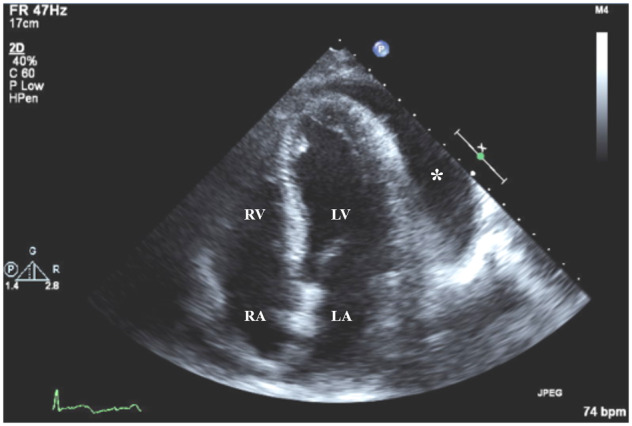 FR 47Hz
17cm
M4
2D
40%
C 60
P Low
HPen
P
x
*
RV
LV
G
P
R
1.4
2.8
RA
LA
JPEG
74 bpm